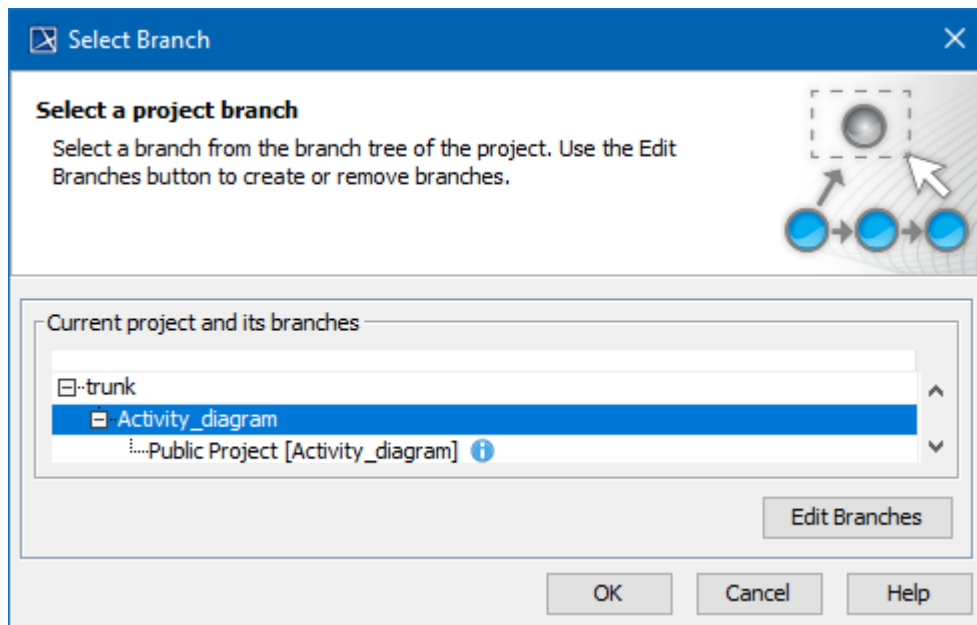 Select Branch
Select a project branch
Select a branch from the branch tree of the project. Use the Edit
Branches button to create or remove branches.
Current project and its branches
trunk
Activity_diagram
Public Project [Activity_diagram]
Edit Branches
OK Cancel Help